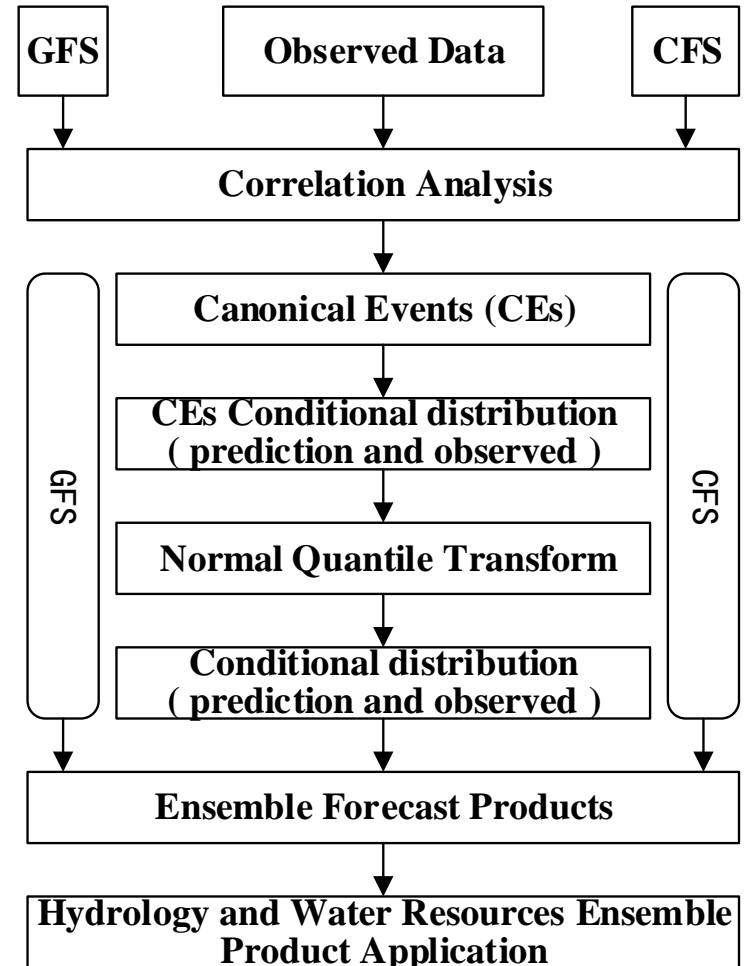 GFS
Observed Data
CFS
Correlation Analysis
Canonical Events (CEs)
CEs Conditional distribution
( prediction and observed )
GFS
CFS
Normal Quantile Transform
Conditional distribution
( prediction and observed )
Ensemble Forecast Products
Hydrology and Water Resources Ensemble
Product Application